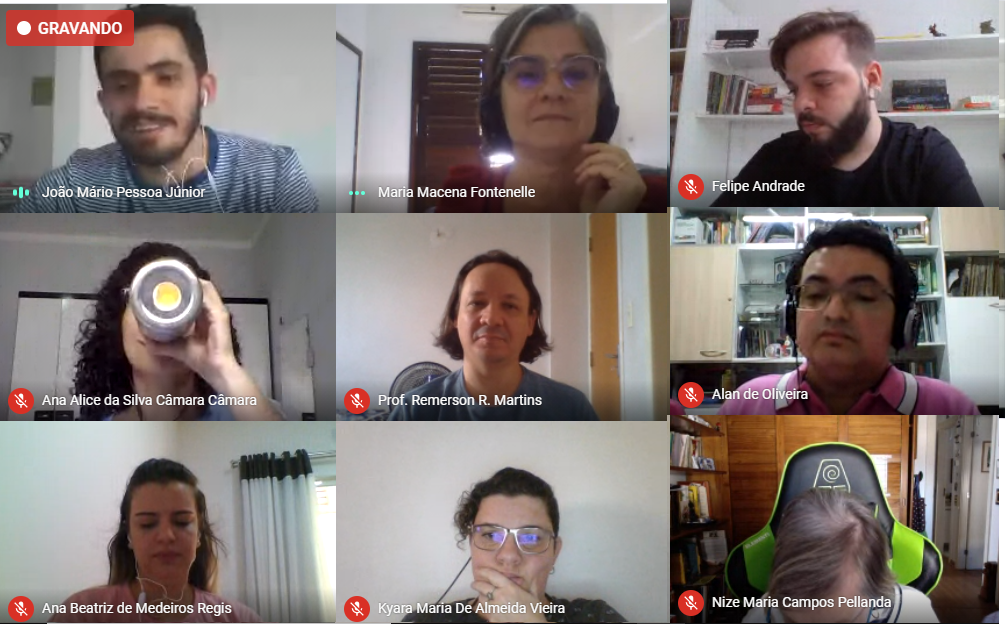 GRAVANDO
João Mário Pessoa Júnior
Maria Macena Fontenelle
Felipe Andrade
Ana Alice da Silva Câmara Câmara
Prof. Remerson R. Martins
Alan de Oliveira
Ana Beatriz de Medeiros Regis
Kyara Maria De Almeida Vieira
Nize Maria Campos Pellanda